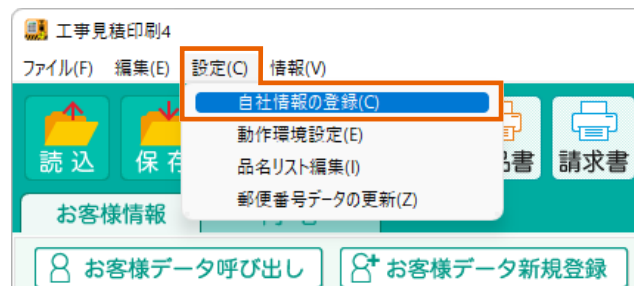 工事見積印刷4
ファイル(F) 編集(E) 設定(C) 情報(V)
自社情報の登録(C)
動作環境設定(E)
品名リスト編集(I)
郵便番号データの更新(Z)
読込 保存 書 請求書
お客様情報
お客様データ呼び出し お客様データ新規登録